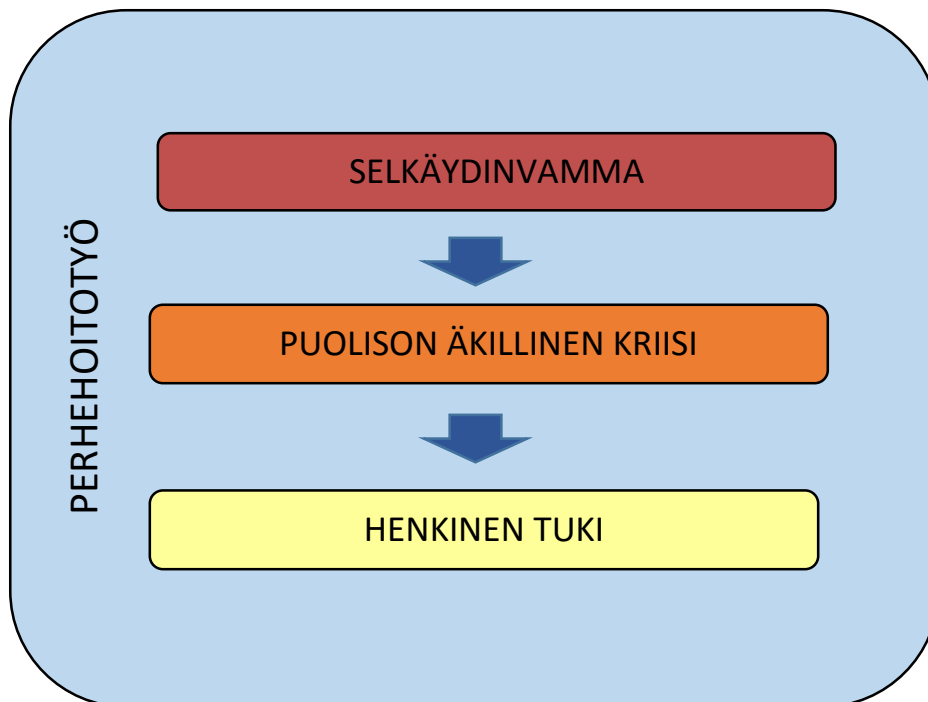 PERHEHOITOTYÖ
SELKÄYDINVAMMA
PUOLISON ÄKILLINEN KRIISI
HENKINEN TUKI